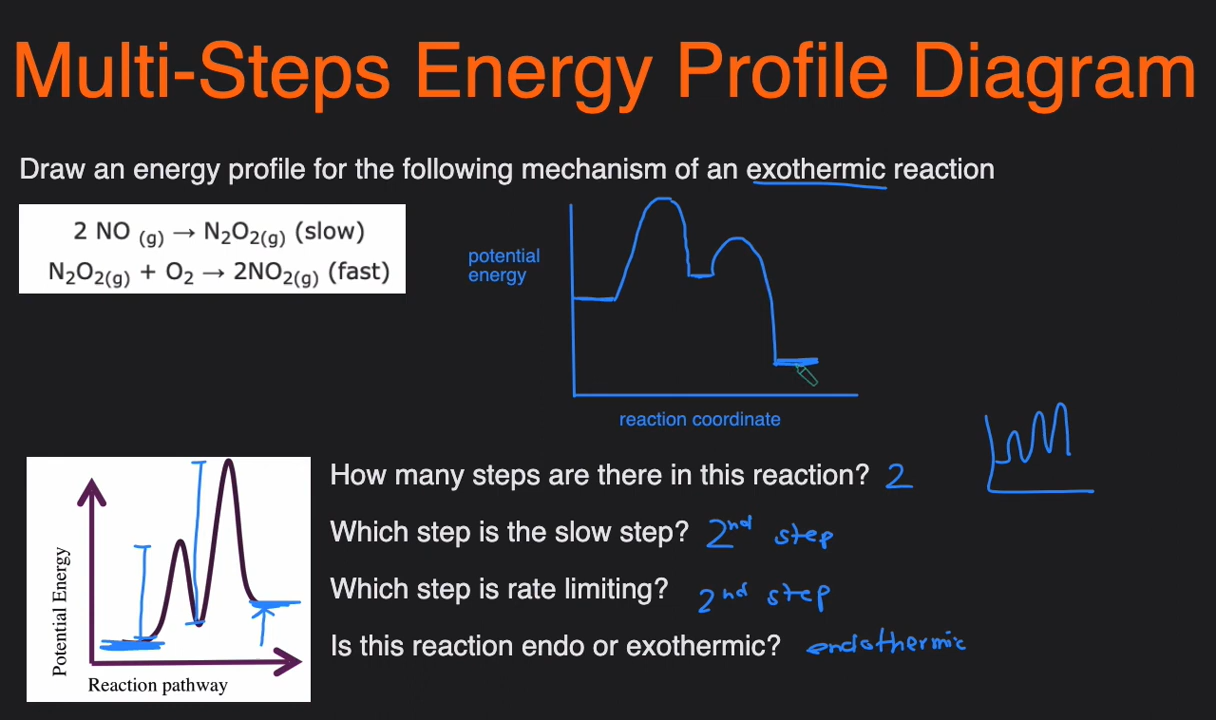 Multi-Steps Energy Profile Diagram
Draw an energy profile for the following mechanism of an exothermic reaction
2 NO (g) → N₂O₂(g) (slow)
N₂O₂(g) + O₂ → 2NO₂(g) (fast)
potential
energy
reaction coordinate
How many steps are there in this reaction? 2
Which step is the slow step? 2nd step
Which step is rate limiting? 2nd step
Is this reaction endo or exothermic? endothermic
Potential Energy
Reaction pathway